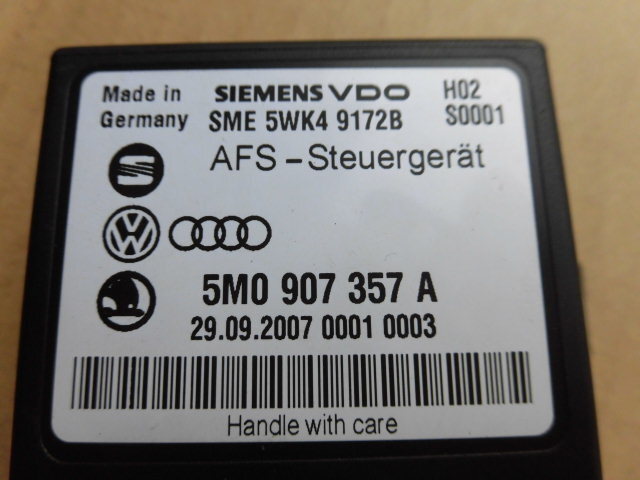 Made in Germany
SIEMENS VDO
H02
SME 5WK4 9172B
S0001
AFS -Steuergerät
5M0 907 357 A
29.09.2007 0001 0003
Handle with care